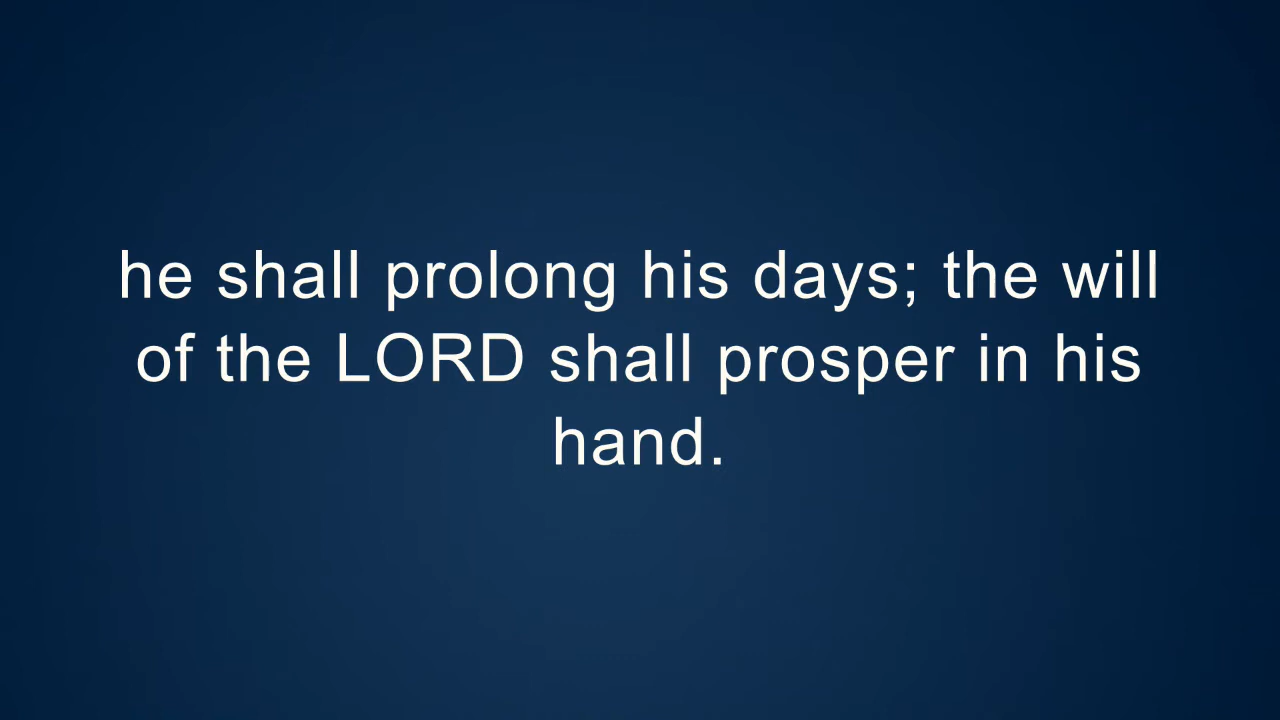 he shall prolong his days; the will
of the LORD shall prosper in his
hand.